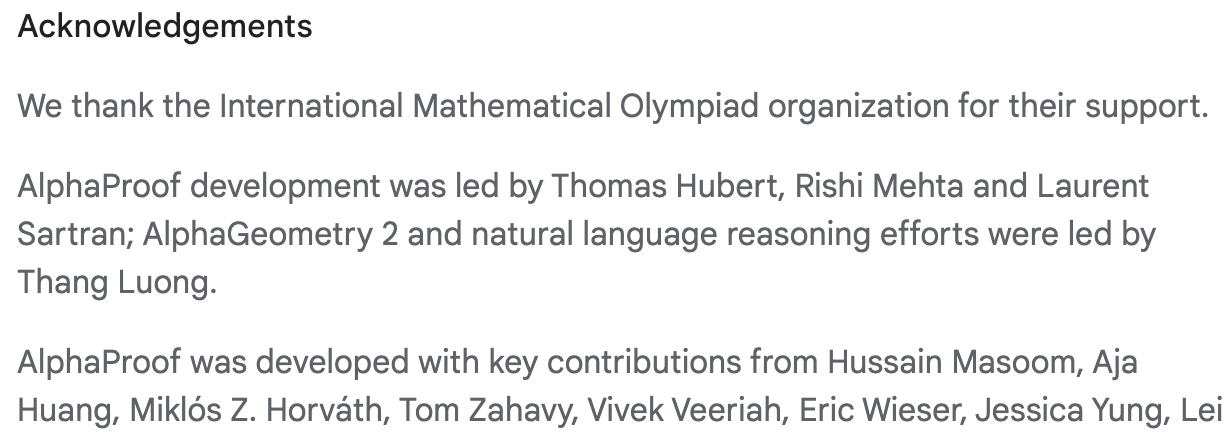 Acknowledgements
We thank the International Mathematical Olympiad organization for their support.
AlphaProof development was led by Thomas Hubert, Rishi Mehta and Laurent
Sartran; AlphaGeometry 2 and natural language reasoning efforts were led by
Thang Luong.
AlphaProof was developed with key contributions from Hussain Masoom, Aja
Huang, Miklós Z. Horváth, Tom Zahavy, Vivek Veeriah, Eric Wieser, Jessica Yung, Lei